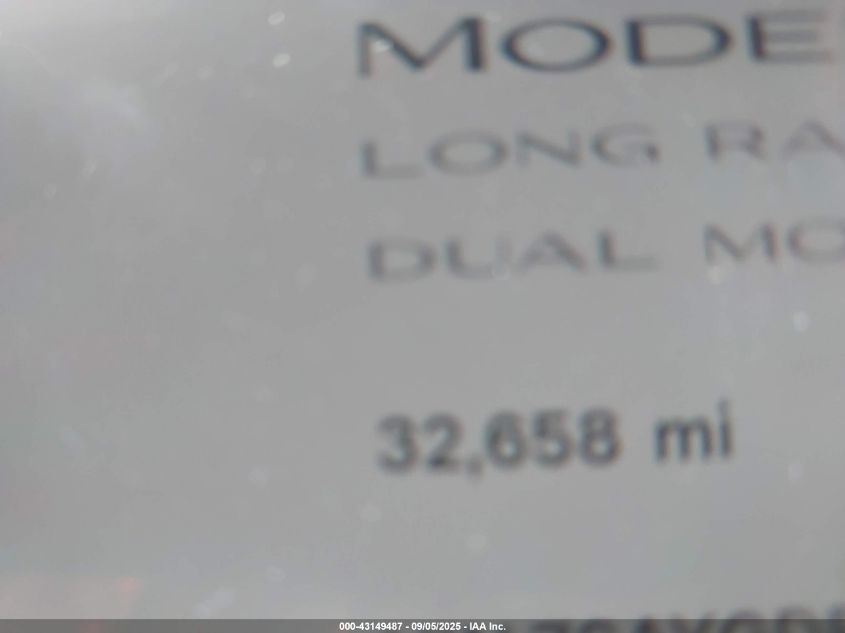 MODE
LONG RA
DUAL MO
32,658 mi
000-43149487 - 09/05/2025 - IAA Inc.